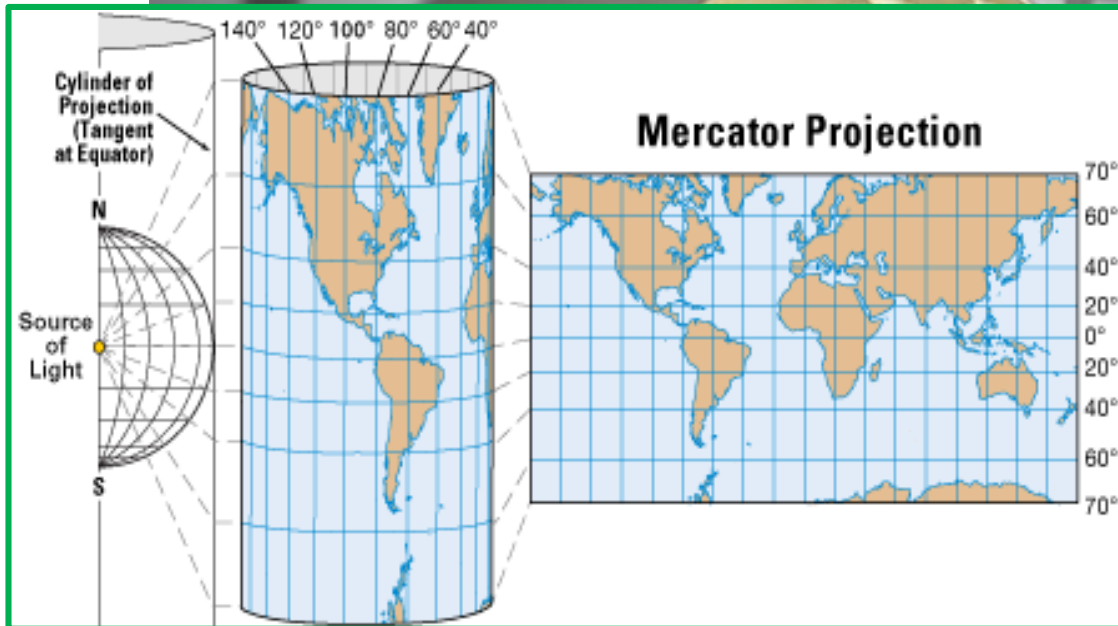 140° 120° 100° 80° 60° 40°
Cylinder of
Projection
(Tangent
at Equator)
N
Source
of
Light
S
Mercator Projection
70°
60°
40°
20°
0°
20°
40°
60°
70°